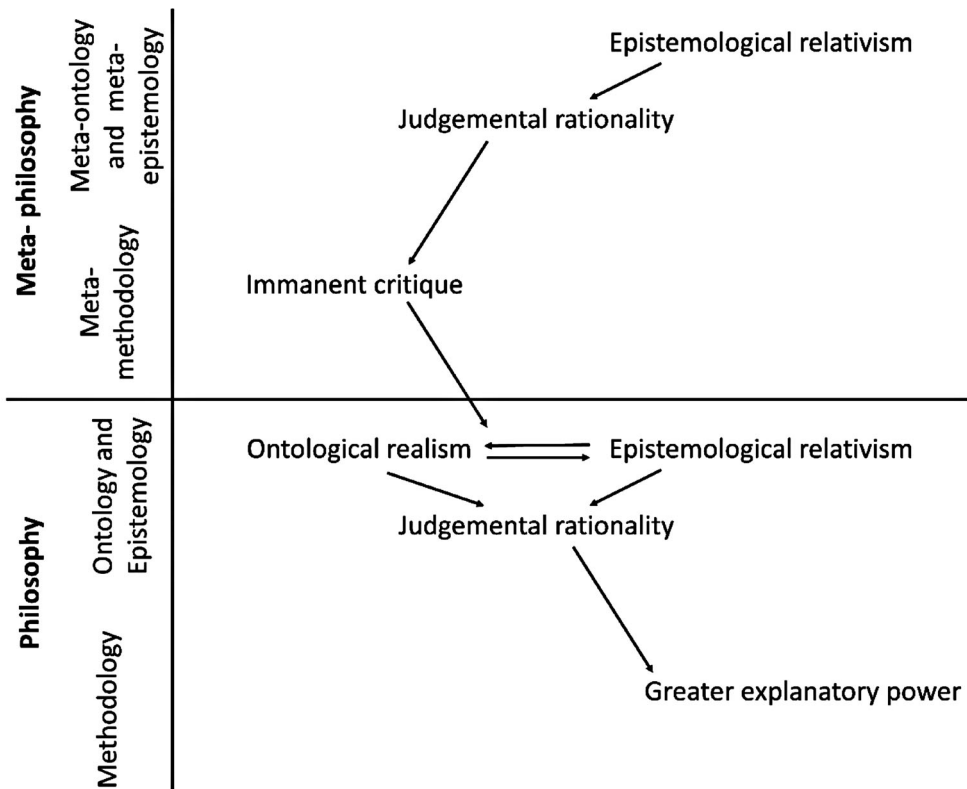 Meta- philosophy
Meta-ontology
and meta-
epistemology
Epistemological relativism
Judgemental rationality
Meta-
methodology
Immanent critique
Philosophy
Ontology and
Epistemology
Ontological realism
Epistemological relativism
Judgemental rationality
Methodology
Greater explanatory power